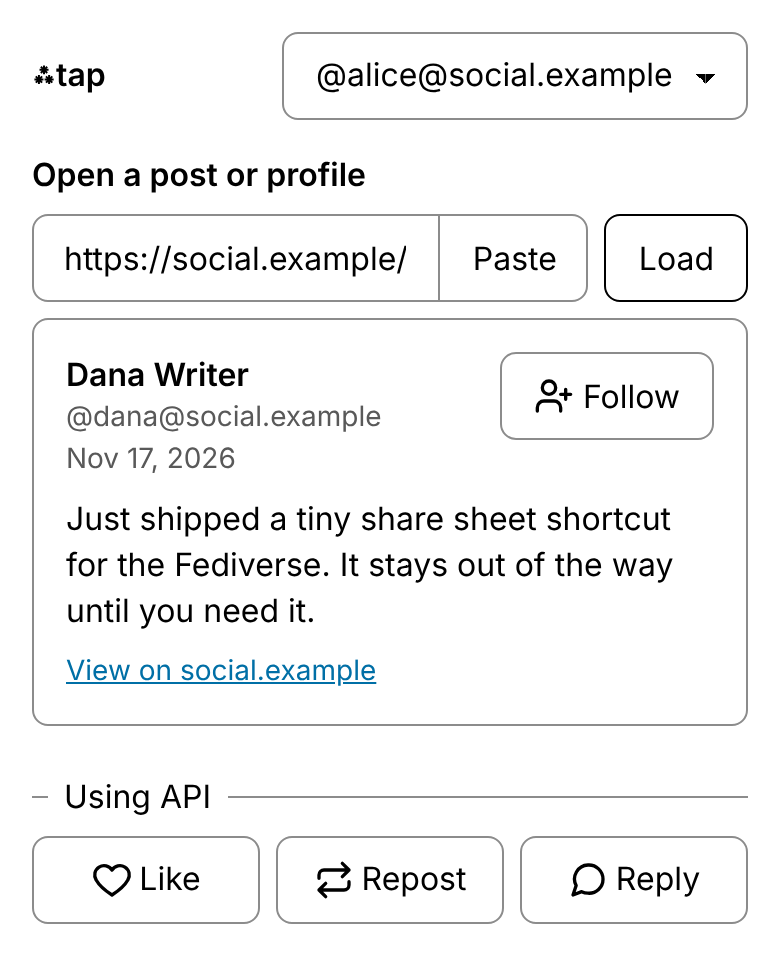 ⁂tap
@alice@social.example
Open a post or profile
https://social.example/
Paste
Load
Dana Writer
@dana@social.example
Nov 17, 2026
Follow
Just shipped a tiny share sheet shortcut
for the Fediverse. It stays out of the way
until you need it.
View on social.example
Using API
Like
Repost
Reply